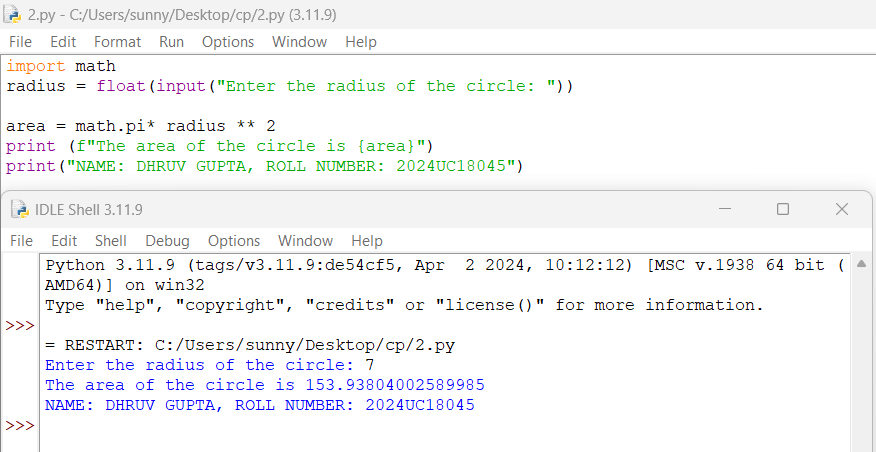 2.py - C:/Users/sunny/Desktop/cp/2.py (3.11.9)
File Edit Format Run Options Window Help
import math
radius = float(input("Enter the radius of the circle: "))
area = math.pi* radius ** 2
print (f"The area of the circle is {area}")
print("NAME: DHRUV GUPTA, ROLL NUMBER: 2024UC18045")
IDLE Shell 3.11.9
File Edit Shell Debug Options Window Help
Python 3.11.9 (tags/v3.11.9:de54cf5, Apr  2 2024, 10:12:12) [MSC v.1938 64 bit (
AMD64)] on win32
Type "help", "copyright", "credits" or "license()" for more information.
>>>
= RESTART: C:/Users/sunny/Desktop/cp/2.py
Enter the radius of the circle: 7
The area of the circle is 153.93804002589985
NAME: DHRUV GUPTA, ROLL NUMBER: 2024UC18045
>>>